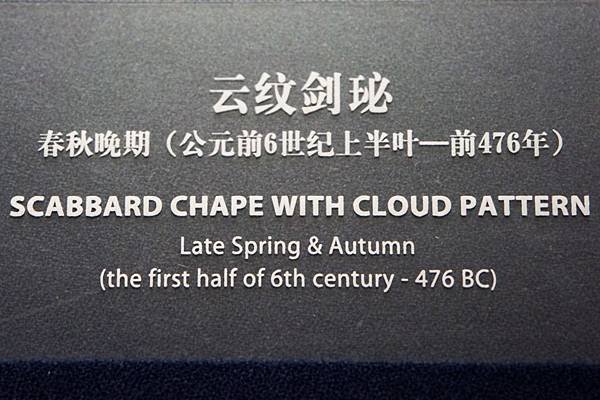 云纹剑珌
春秋晚期（公元前6世纪上半叶—前476年）
SCABBARD CHAPE WITH CLOUD PATTERN
Late Spring & Autumn
(the first half of 6th century - 476 BC)